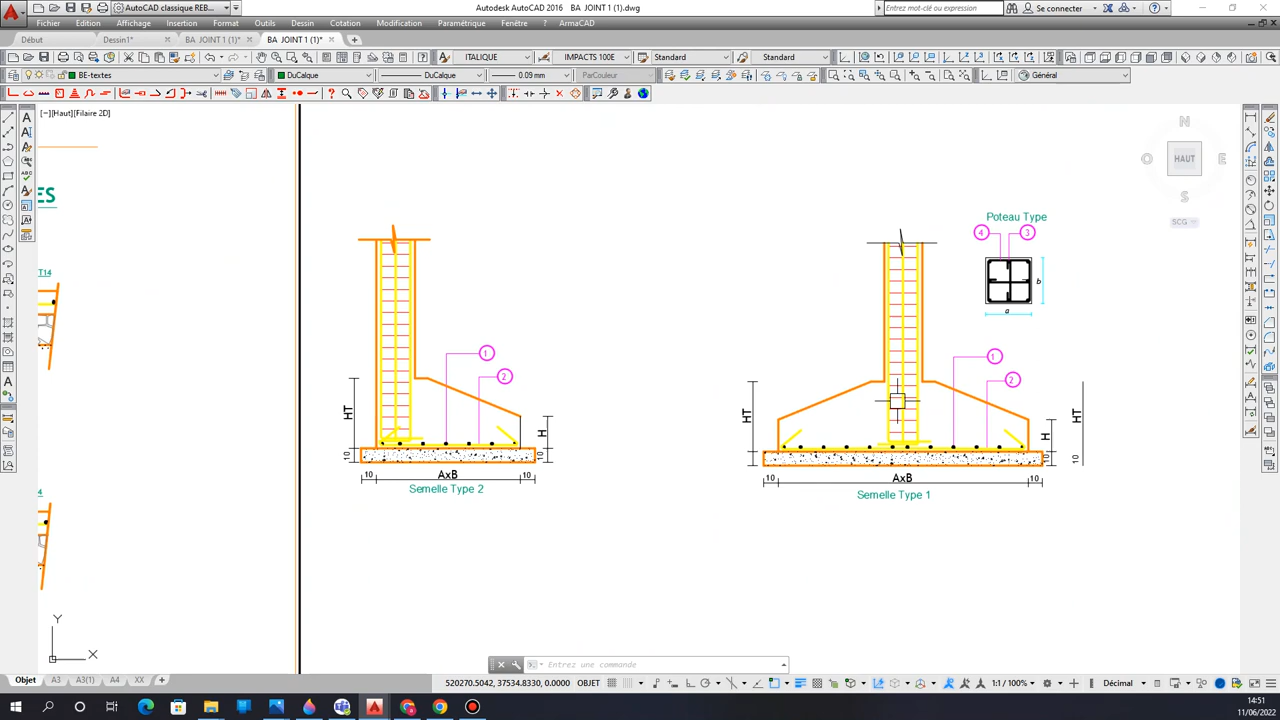 AutoCAD classique REB...
Autodesk AutoCAD 2016 BA JOINT 1 (1).dwg
Entrez mot-clé ou expression
Se connecter
Fichier Edition Affichage Insertion Format Outils Dessin Cotation Modification Paramétrique Fenêtre ? ArmaCAD
Début Dessin1* BA JOINT 1 (1)* BA JOINT 1 (1)*
ITALIQUE IMPACTS 100E Standard Standard
BE-textes DuCalque DuCalque 0.09 mm ParCouleur Général
[−][Haut][Filaire 2D]
N
O HAUT E
S
SCG
ES
T14
4
Poteau Type
4 3
b
a
1
2
HT
H
10
10
10 AxB 10
Semelle Type 2
1
2
HT
HT
H
10
10
10 AxB 10
Semelle Type 1
Y
X
Entrez une commande
Objet A3 A3(1) A4 XX
520270.5042, 37534.8330, 0.0000 OBJET
1:1 / 100%
Décimal
14:51
11/06/2022